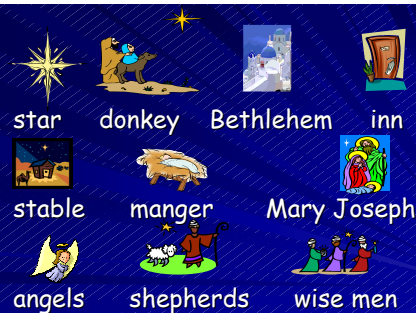 star donkey Bethlehem inn
stable manger Mary Joseph
angels shepherds wise men